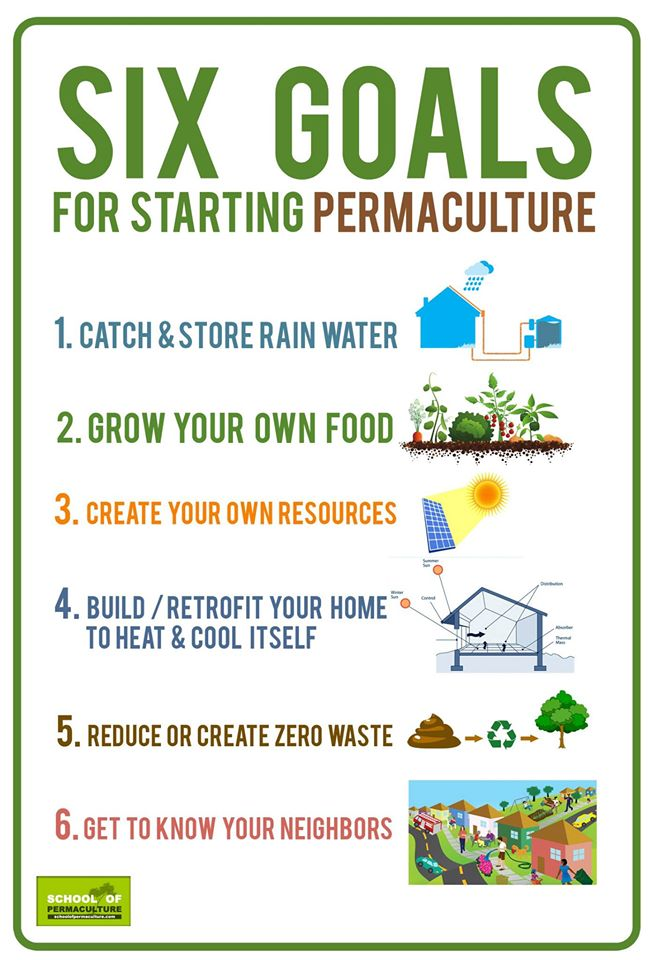 SIX GOALS
FOR STARTING PERMACULTURE
1. CATCH & STORE RAIN WATER
2. GROW YOUR OWN FOOD
3. CREATE YOUR OWN RESOURCES
4. BUILD / RETROFIT YOUR HOME
TO HEAT & COOL ITSELF
Summer
Sun
Winter
Sun
Control
Distribution
Absorber
Thermal
Mass
5. REDUCE OR CREATE ZERO WASTE
6. GET TO KNOW YOUR NEIGHBORS
SCHOOL OF
PERMACULTURE
schoolofpermaculture.com